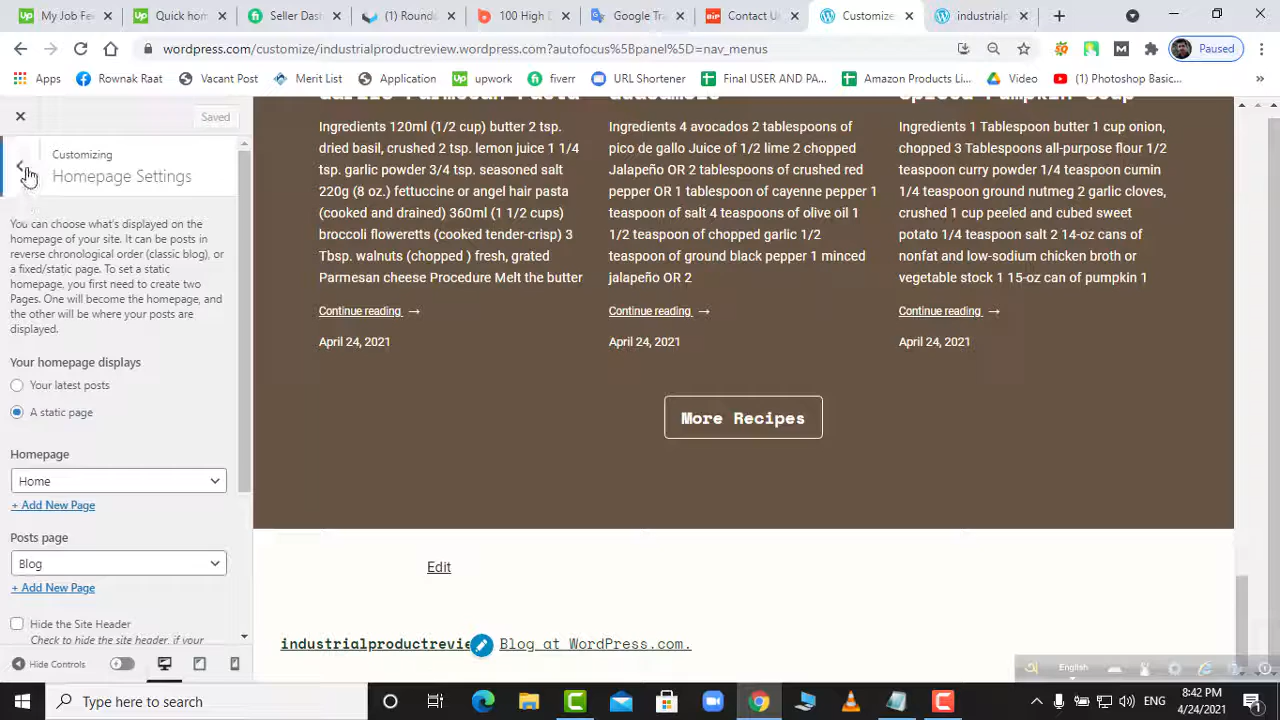 My Job Fee
Quick hom
Seller Dash
(1) Rounda
100 High D
Google Tra
Contact Us
Customize
industrialp
wordpress.com/customize/industrialproductreview.wordpress.com?autofocus%5Bpanel%5D=nav_menus
Paused
Apps
Rownak Raat
Vacant Post
Merit List
Application
upwork
fiverr
URL Shortener
Final USER AND PA...
Amazon Products Li...
Video
(1) Photoshop Basic...
»
Saved
Customizing
Homepage Settings
You can choose what's displayed on the
homepage of your site. It can be posts in
reverse chronological order (classic blog), or
a fixed/static page. To set a static
homepage, you first need to create two
Pages. One will become the homepage, and
the other will be where your posts are
displayed.
Your homepage displays
Your latest posts
A static page
Homepage
Home
+ Add New Page
Posts page
Blog
+ Add New Page
Hide the Site Header
Check to hide the site header, if your
Hide Controls
Garlic Parmesan Pasta
Guacamole
Spiced Pumpkin Soup
Ingredients 120ml (1/2 cup) butter 2 tsp.
dried basil, crushed 2 tsp. lemon juice 1 1/4
tsp. garlic powder 3/4 tsp. seasoned salt
220g (8 oz.) fettuccine or angel hair pasta
(cooked and drained) 360ml (1 1/2 cups)
broccoli flowerettes (cooked tender-crisp) 3
Tbsp. walnuts (chopped ) fresh, grated
Parmesan cheese Procedure Melt the butter
Continue reading →
April 24, 2021
Ingredients 4 avocados 2 tablespoons of
pico de gallo Juice of 1/2 lime 2 chopped
Jalapeño OR 2 tablespoons of crushed red
pepper OR 1 tablespoon of cayenne pepper 1
teaspoon of salt 4 teaspoons of olive oil 1
1/2 teaspoon of chopped garlic 1/2
teaspoon of ground black pepper 1 minced
jalapeño OR 2
Continue reading →
April 24, 2021
Ingredients 1 Tablespoon butter 1 cup onion,
chopped 3 Tablespoons all-purpose flour 1/2
teaspoon curry powder 1/4 teaspoon cumin
1/4 teaspoon ground nutmeg 2 garlic cloves,
crushed 1 cup peeled and cubed sweet
potato 1/4 teaspoon salt 2 14-oz cans of
nonfat and low-sodium chicken broth or
vegetable stock 1 15-oz can of pumpkin 1
Continue reading →
April 24, 2021
More Recipes
Edit
industrialproductrevie
Blog at WordPress.com.
English
Type here to search
ENG
8:42 PM
4/24/2021